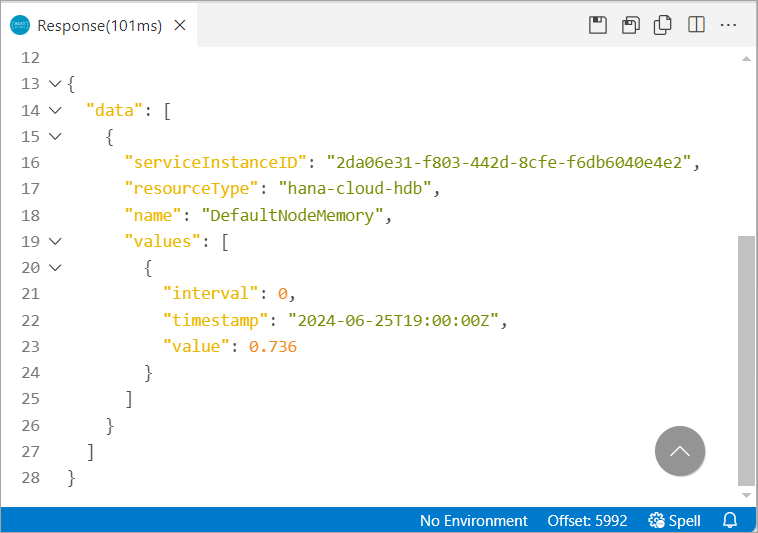 Response(101ms)
12
13 {
14 "data": [
15 {
16 "serviceInstanceID": "2da06e31-f803-442d-8cfe-f6db6040e4e2",
17 "resourceType": "hana-cloud-hdb",
18 "name": "DefaultNodeMemory",
19 "values": [
20 {
21 "interval": 0,
22 "timestamp": "2024-06-25T19:00:00Z",
23 "value": 0.736
24 }
25 ]
26 }
27 ]
28 }
No Environment Offset: 5992 Spell